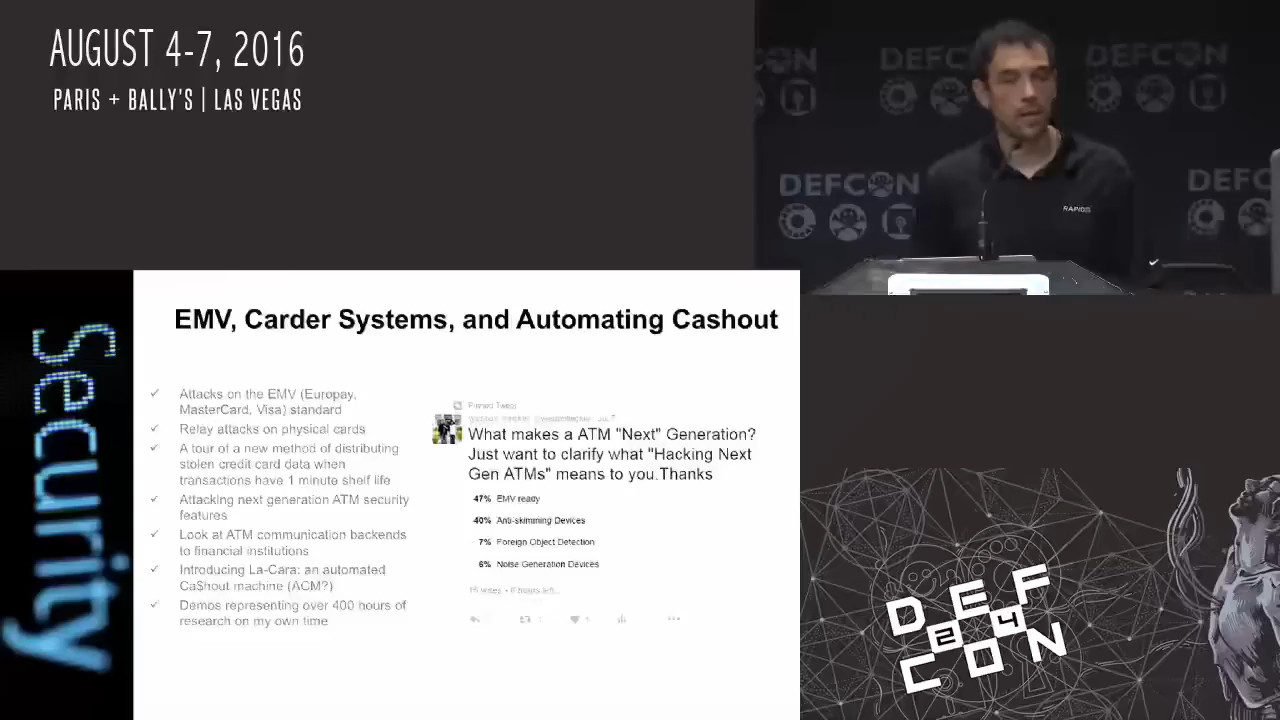 AUGUST 4-7, 2016
PARIS + BALLY'S | LAS VEGAS
DEFCON
DEFCON
DEFCON
DEFC
RAPID7
Security
EMV, Carder Systems, and Automating Cashout
✓ Attacks on the EMV (Europay,
MasterCard, Visa) standard
✓ Relay attacks on physical cards
✓ A tour of a new method of distributing
stolen credit card data when
transactions have 1 minute shelf life
✓ Attacking next generation ATM security
features
✓ Look at ATM communication backends
to financial institutions
✓ Introducing La-Cara: an automated
Ca$hout machine (ACM?)
✓ Demos representing over 400 hours of
research on my own time
Pinned Tweet
What makes a ATM "Next" Generation?
Just want to clarify what "Hacking Next
Gen ATMs" means to you.Thanks
47% EMV ready
40% Anti-skimming Devices
7% Foreign Object Detection
6% Noise Generation Devices
DEF
24
CON